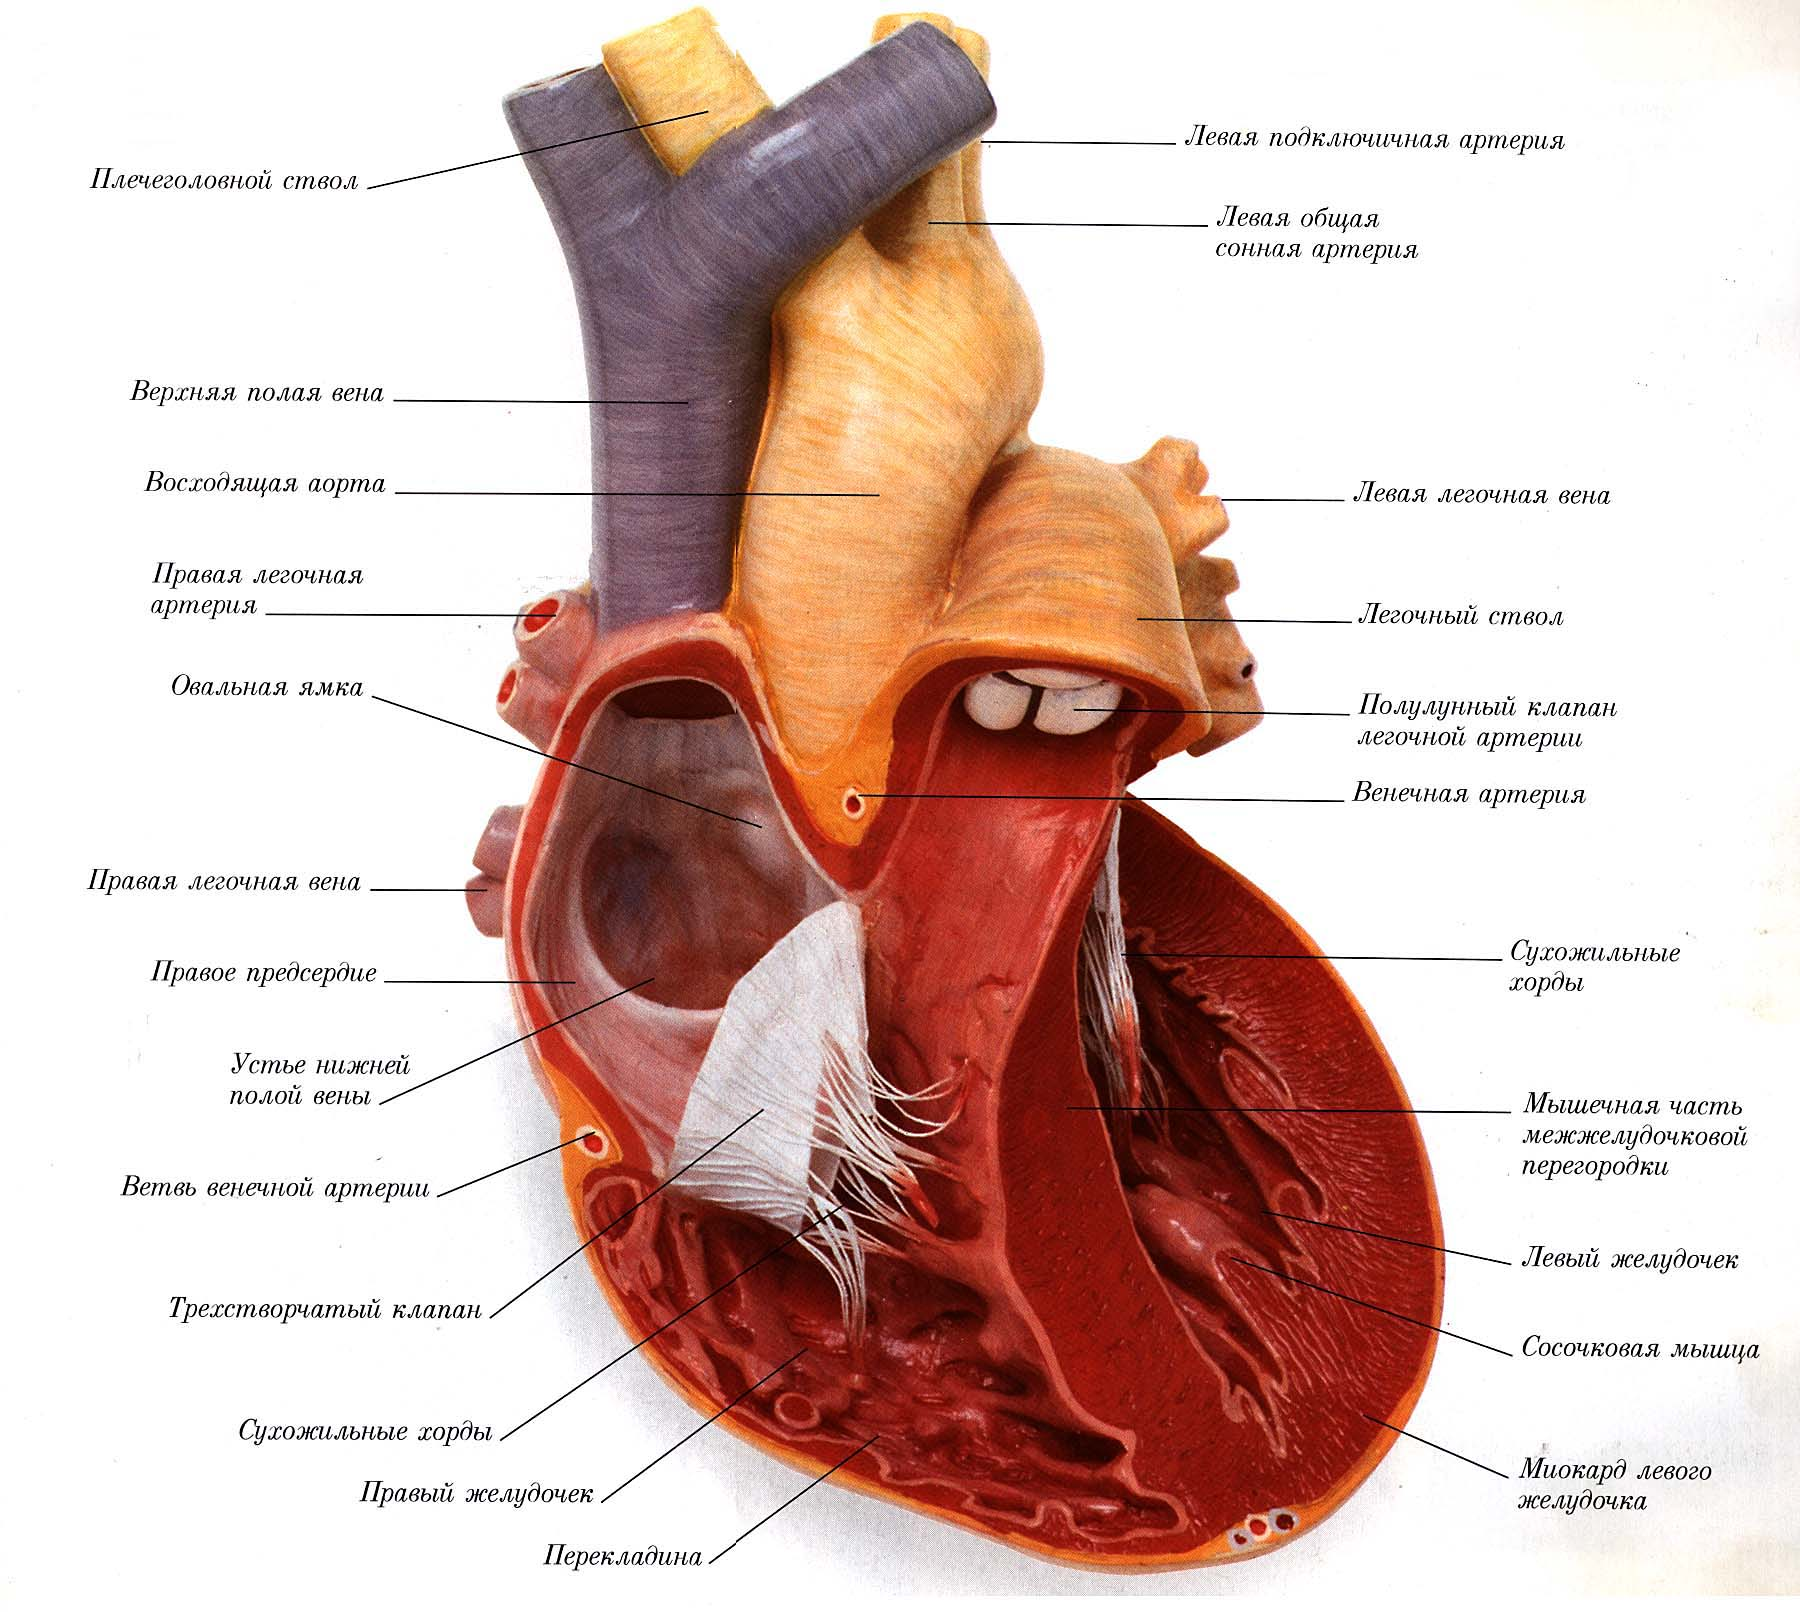 Плечеголовной ствол
Верхняя полая вена
Восходящая аорта
Правая легочная
артерия
Овальная ямка
Правая легочная вена
Правое предсердие
Устье нижней
полой вены
Ветвь венечной артерии
Трехстворчатый клапан
Сухожильные хорды
Правый желудочек
Перекладина
Левая подключичная артерия
Левая общая
сонная артерия
Левая легочная вена
Легочный ствол
Полулунный клапан
легочной артерии
Венечная артерия
Сухожильные
хорды
Мышечная часть
межжелудочковой
перегородки
Левый желудочек
Сосочковая мышца
Миокард левого
желудочка